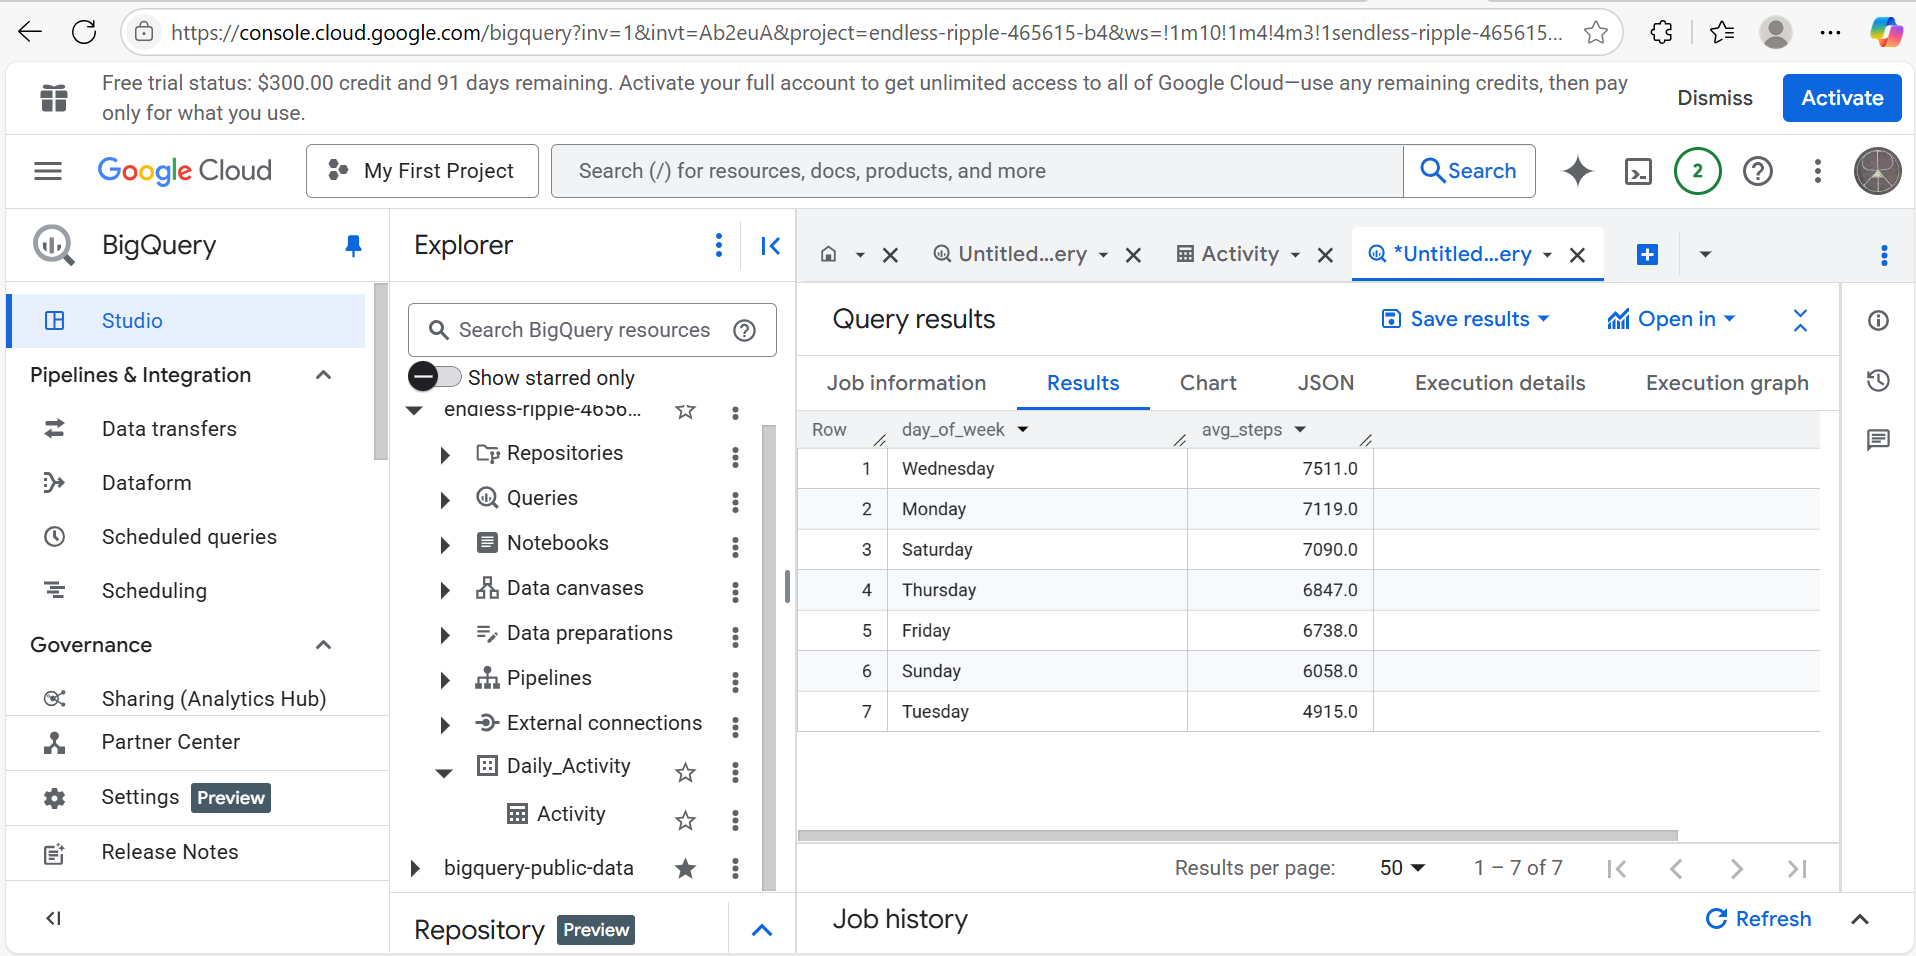 https://console.cloud.google.com/bigquery?inv=1&invt=Ab2euA&project=endless-ripple-465615-b4&ws=!1m10!1m4!4m3!1sendless-ripple-465615...
Free trial status: $300.00 credit and 91 days remaining. Activate your full account to get unlimited access to all of Google Cloud—use any remaining credits, then pay
only for what you use.
Dismiss
Activate
Google Cloud
My First Project
Search (/) for resources, docs, products, and more
Search
2
BigQuery
Studio
Pipelines & Integration
Data transfers
Dataform
Scheduled queries
Scheduling
Governance
Sharing (Analytics Hub)
Partner Center
Settings Preview
Release Notes
Explorer
Search BigQuery resources
Show starred only
endless-ripple-4656...
Repositories
Queries
Notebooks
Data canvases
Data preparations
Pipelines
External connections
Daily_Activity
Activity
bigquery-public-data
Repository Preview
Untitled...ery
Activity
*Untitled...ery
Query results
Save results
Open in
Job information Results Chart JSON Execution details Execution graph
Row day_of_week avg_steps
1 Wednesday 7511.0
2 Monday 7119.0
3 Saturday 7090.0
4 Thursday 6847.0
5 Friday 6738.0
6 Sunday 6058.0
7 Tuesday 4915.0
Results per page: 50 1 – 7 of 7
Job history
Refresh